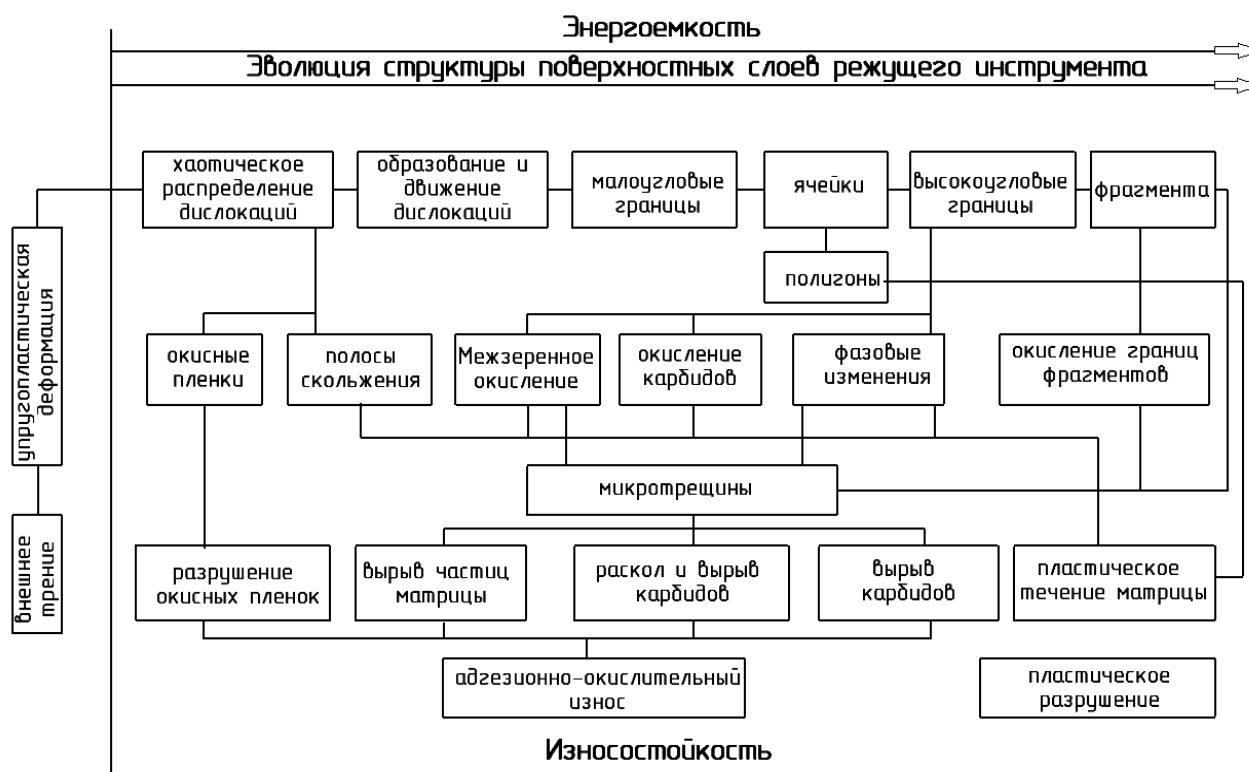 Энергоемкость
Эволюция структуры поверхностных слоев режущего инструмента
хаотическое
распределение
дислокаций
образование и
движение
дислокаций
малоугловые
границы
ячейки
высокоугловые
границы
фрагмента
полигоны
упругопластическая
деформация
окисные
пленки
полосы
скольжения
Межзеренное
окисление
окисление
карбидов
фазовые
изменения
окисление границ
фрагментов
микротрещины
внешнее
трение
разрушение
окисных пленок
вырыв частиц
матрицы
раскол и вырыв
карбидов
вырыв
карбидов
пластическое
течение матрицы
адгезионно-окислительный
износ
пластическое
разрушение
Износостойкость